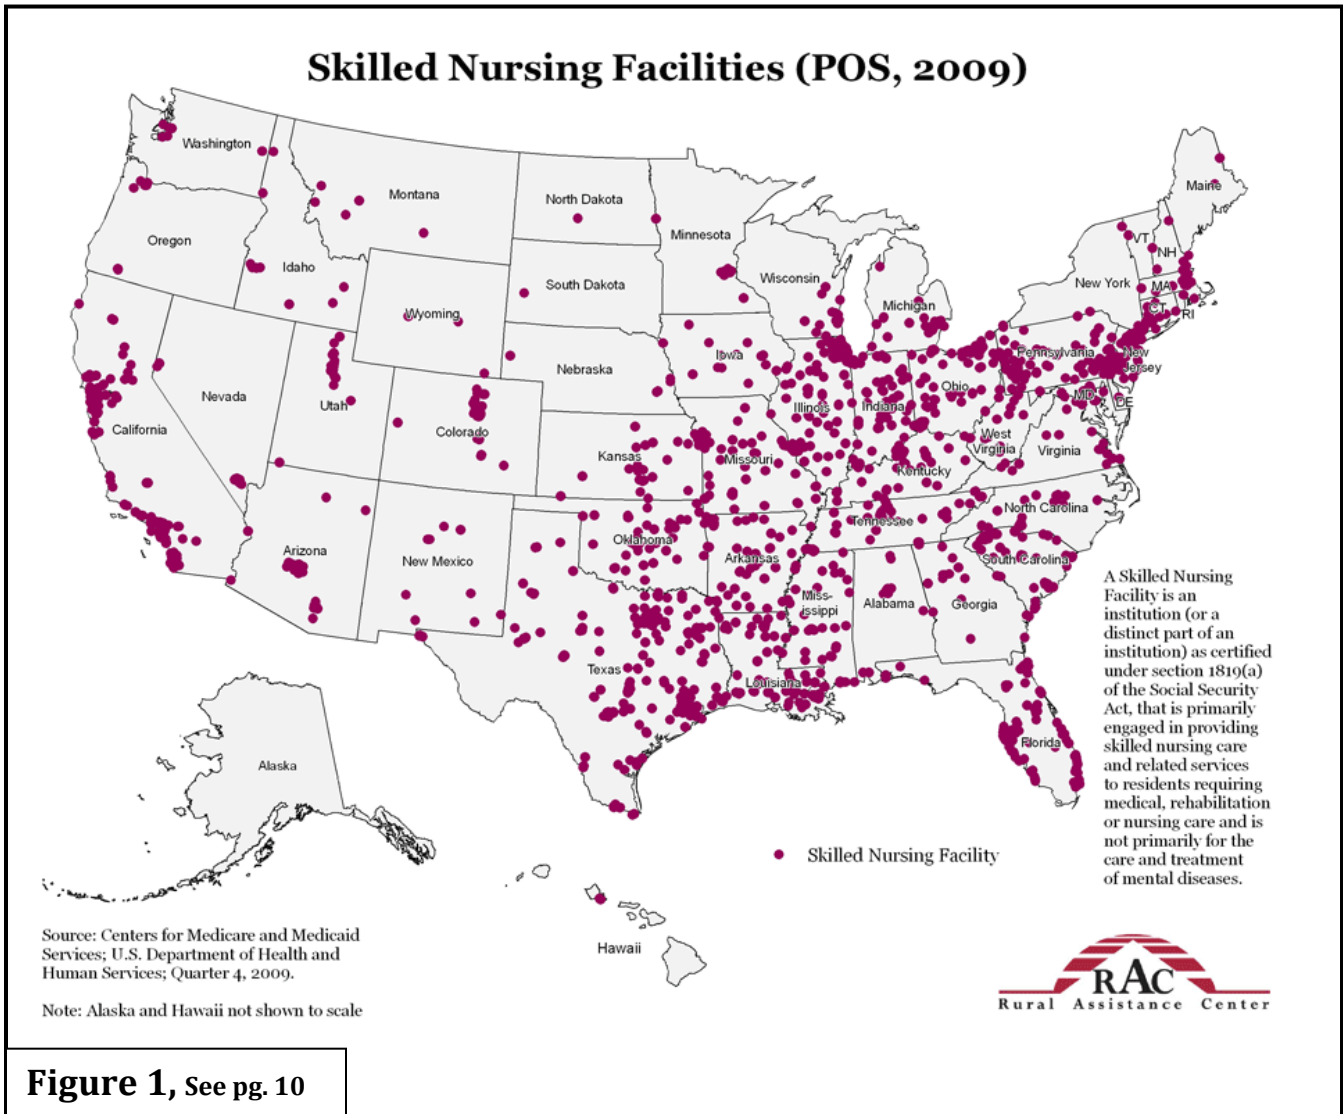 Skilled Nursing Facilities (POS, 2009)
Washington
Montana
North Dakota
Minnesota
Maine
Oregon
Idaho
South Dakota
Wisconsin
Michigan
New York
VT
NH
MA
CT
RI
Wyoming
Iowa
Pennsylvania
New
Jersey
Nebraska
Nevada
Utah
Colorado
Illinois
Indiana
Ohio
MD
DE
California
Kansas
Missouri
West
Virginia
Virginia
Kentucky
North Carolina
Tennessee
Oklahoma
Arizona
New Mexico
Arkansas
South Carolina
Miss-
issippi
Alabama
Georgia
Texas
Louisiana
Florida
Alaska
Hawaii
A Skilled Nursing
Facility is an
institution (or a
distinct part of an
institution) as certified
under section 1819(a)
of the Social Security
Act, that is primarily
engaged in providing
skilled nursing care
and related services
to residents requiring
medical, rehabilitation
or nursing care and is
not primarily for the
care and treatment
of mental diseases.
Skilled Nursing Facility
Source: Centers for Medicare and Medicaid
Services; U.S. Department of Health and
Human Services; Quarter 4, 2009.
Note: Alaska and Hawaii not shown to scale
RAC
Rural Assistance Center
Figure 1, See pg. 10